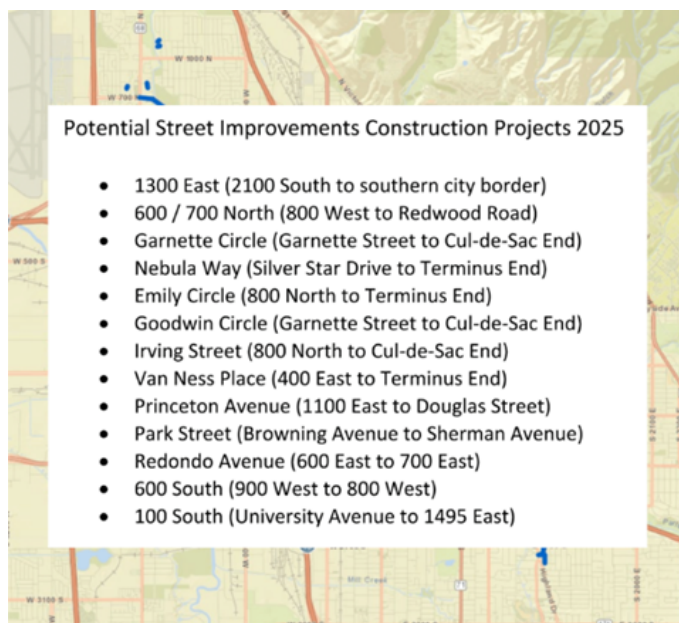 W 1000 N
W 700 N
Potential Street Improvements Construction Projects 2025
• 1300 East (2100 South to southern city border)
• 600 / 700 North (800 West to Redwood Road)
• Garnette Circle (Garnette Street to Cul-de-Sac End)
• Nebula Way (Silver Star Drive to Terminus End)
• Emily Circle (800 North to Terminus End)
• Goodwin Circle (Garnette Street to Cul-de-Sac End)
• Irving Street (800 North to Cul-de-Sac End)
• Van Ness Place (400 East to Terminus End)
• Princeton Avenue (1100 East to Douglas Street)
• Park Street (Browning Avenue to Sherman Avenue)
• Redondo Avenue (600 East to 700 East)
• 600 South (900 West to 800 West)
• 100 South (University Avenue to 1495 East)
W 500 S
S 2100 E
S 2000 E
Mill Creek
71
Highland Dr
W 3100 S